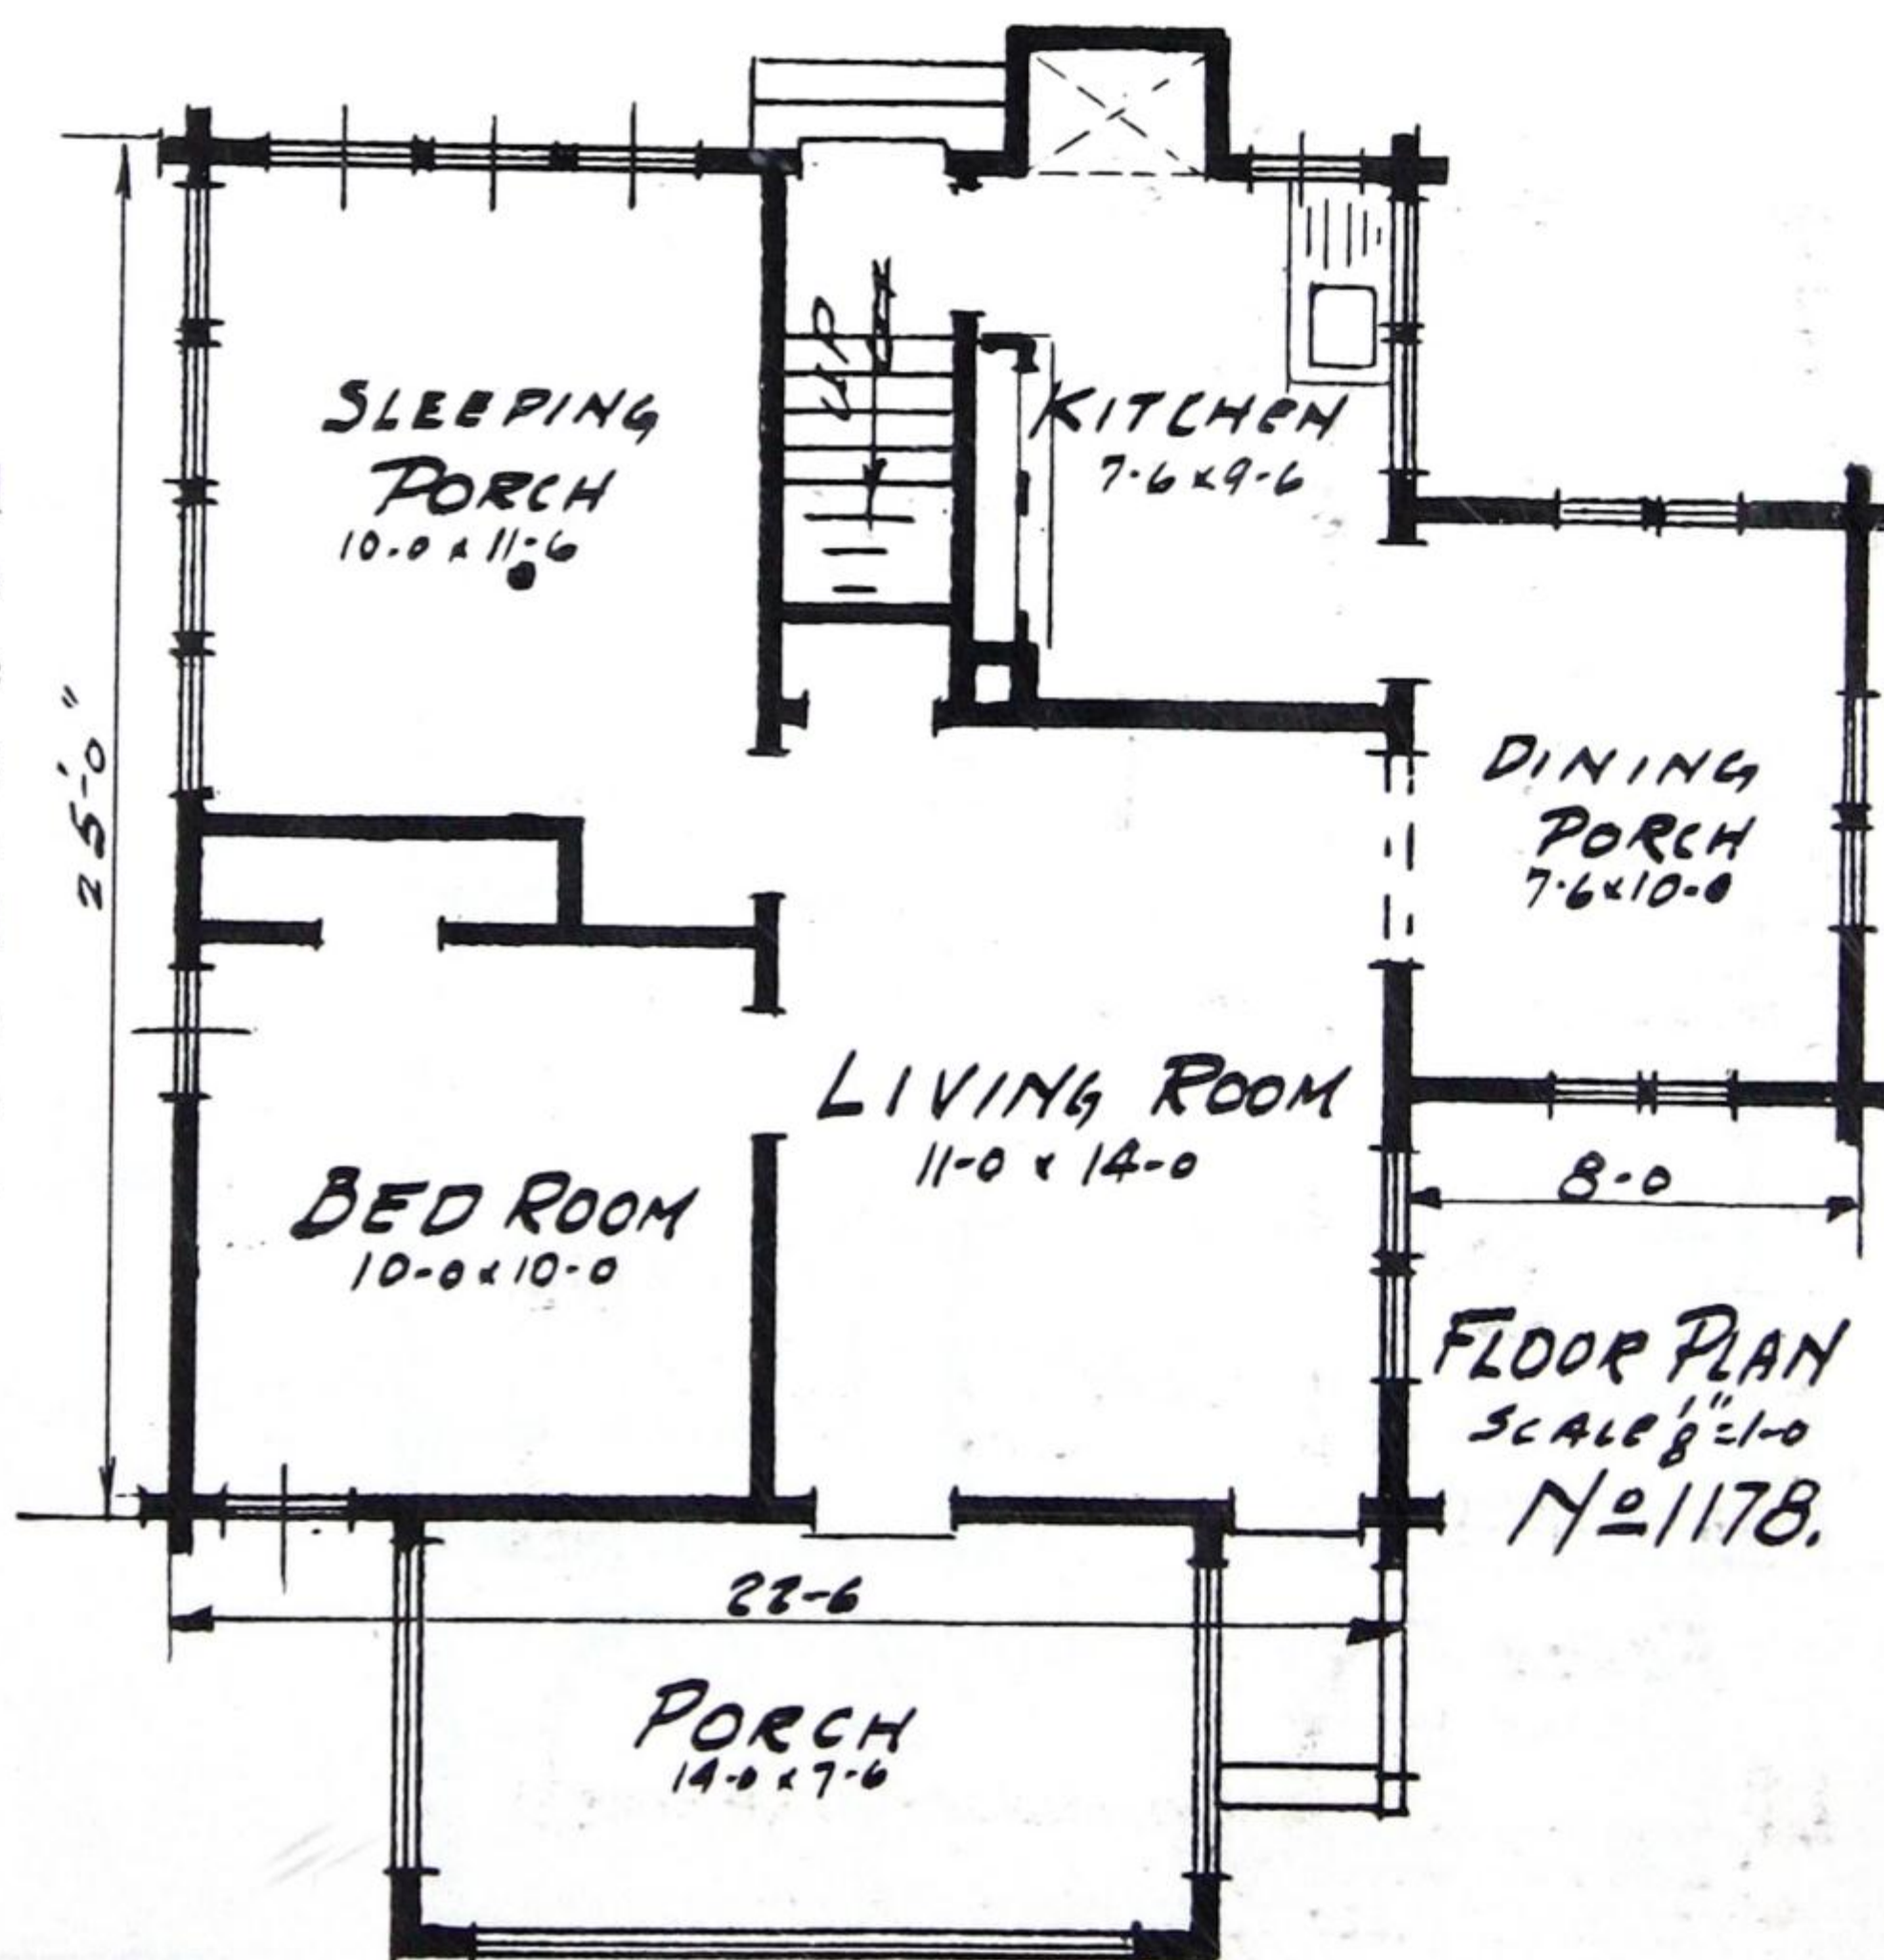 SLEEPING
PORCH
10-0 x 11-6
UP
KITCHEN
7-6 x 9-6
25'-0"
DINING
PORCH
7-6 x 10-0
LIVING ROOM
11-0 x 14-0
BED ROOM
10-0 x 10-0
8-0
FLOOR PLAN
SCALE 1/8" = 1-0
No 1178.
22-6
PORCH
14-0 x 7-6